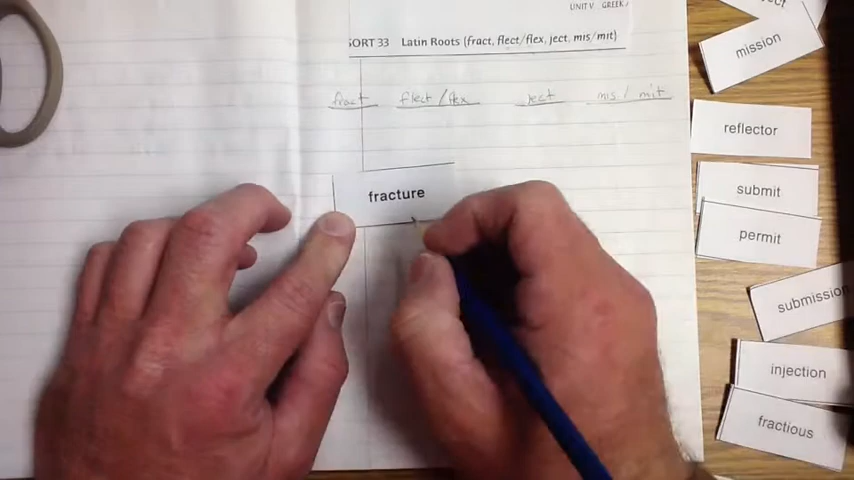 UNIT V GREEK
SORT 33 Latin Roots (fract, flect/flex, ject, mis/mit)
fract flect / flex ject mis / mit
fracture
ject
mission
reflector
submit
permit
submission
injection
fractious